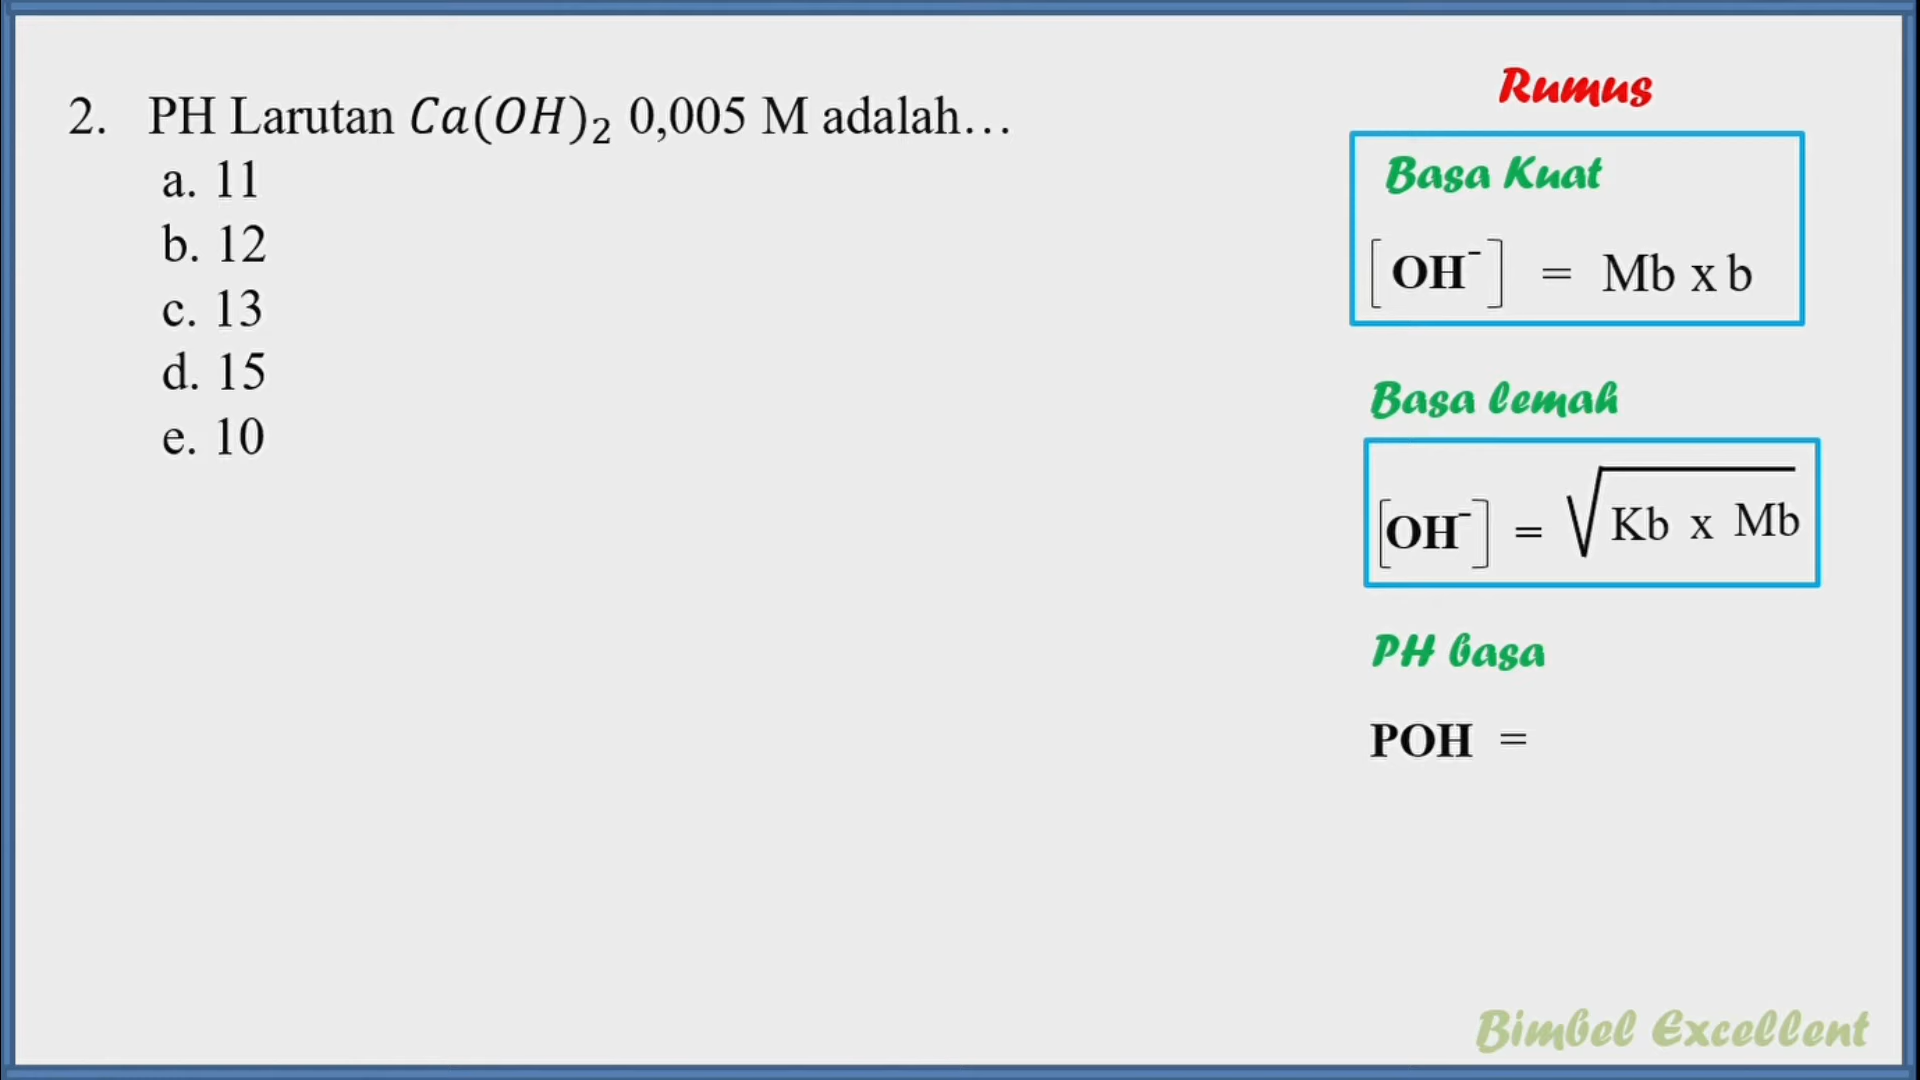 2. PH Larutan Ca(OH)₂ 0,005 M adalah...
a. 11
b. 12
c. 13
d. 15
e. 10
Rumus
Basa Kuat
[OH⁻] = Mb x b
Basa lemah
[OH⁻] = √Kb x Mb
PH basa
POH =
Bimbel Excellent